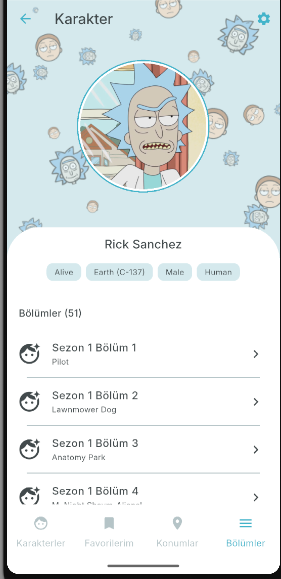 Karakter
Rick Sanchez
Alive Earth (C-137) Male Human
Bölümler (51)
Sezon 1 Bölüm 1
Pilot
Sezon 1 Bölüm 2
Lawnmower Dog
Sezon 1 Bölüm 3
Anatomy Park
Sezon 1 Bölüm 4
Karakterler Favorilerim Konumlar Bölümler